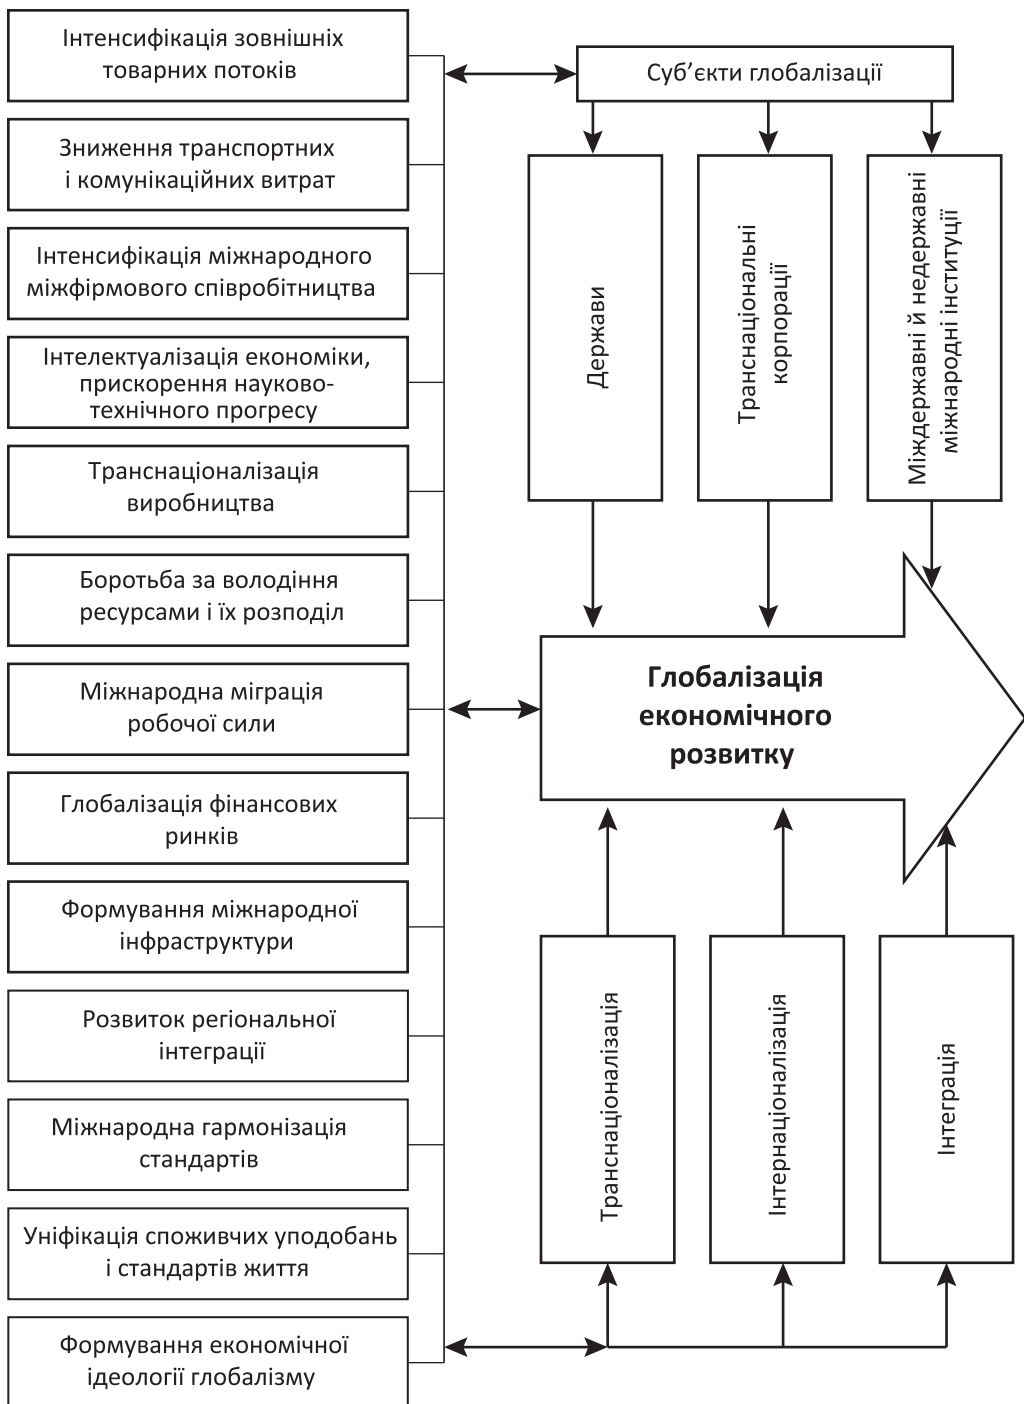 Інтенсифікація зовнішніх
товарних потоків
Зниження транспортних
і комунікаційних витрат
Інтенсифікація міжнародного
міжфірмового співробітництва
Інтелектуалізація економіки,
прискорення науково-
технічного прогресу
Транснаціоналізація
виробництва
Боротьба за володіння
ресурсами і їх розподіл
Міжнародна міграція
робочої сили
Глобалізація фінансових
ринків
Формування міжнародної
інфраструктури
Розвиток регіональної
інтеграції
Міжнародна гармонізація
стандартів
Уніфікація споживчих уподобань
і стандартів життя
Формування економічної
ідеології глобалізму
Суб’єкти глобалізації
Держави
Транснаціональні
корпорації
Міждержавні й недержавні
міжнародні інституції
Глобалізація
економічного
розвитку
Транснаціоналізація
Інтернаціоналізація
Інтеграція